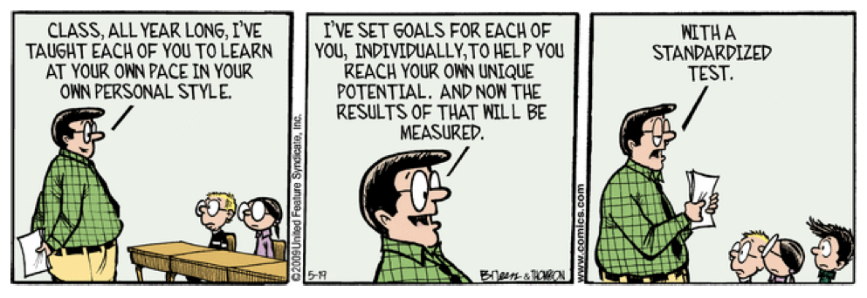 CLASS, ALL YEAR LONG, I'VE
TAUGHT EACH OF YOU TO LEARN
AT YOUR OWN PACE IN YOUR
OWN PERSONAL STYLE.
©2009 United Feature Syndicate, Inc.
I'VE SET GOALS FOR EACH OF
YOU, INDIVIDUALLY, TO HELP YOU
REACH YOUR OWN UNIQUE
POTENTIAL. AND NOW THE
RESULTS OF THAT WILL BE
MEASURED.
5-19
& THOMPSON
www.comics.com
WITH A
STANDARDIZED
TEST.